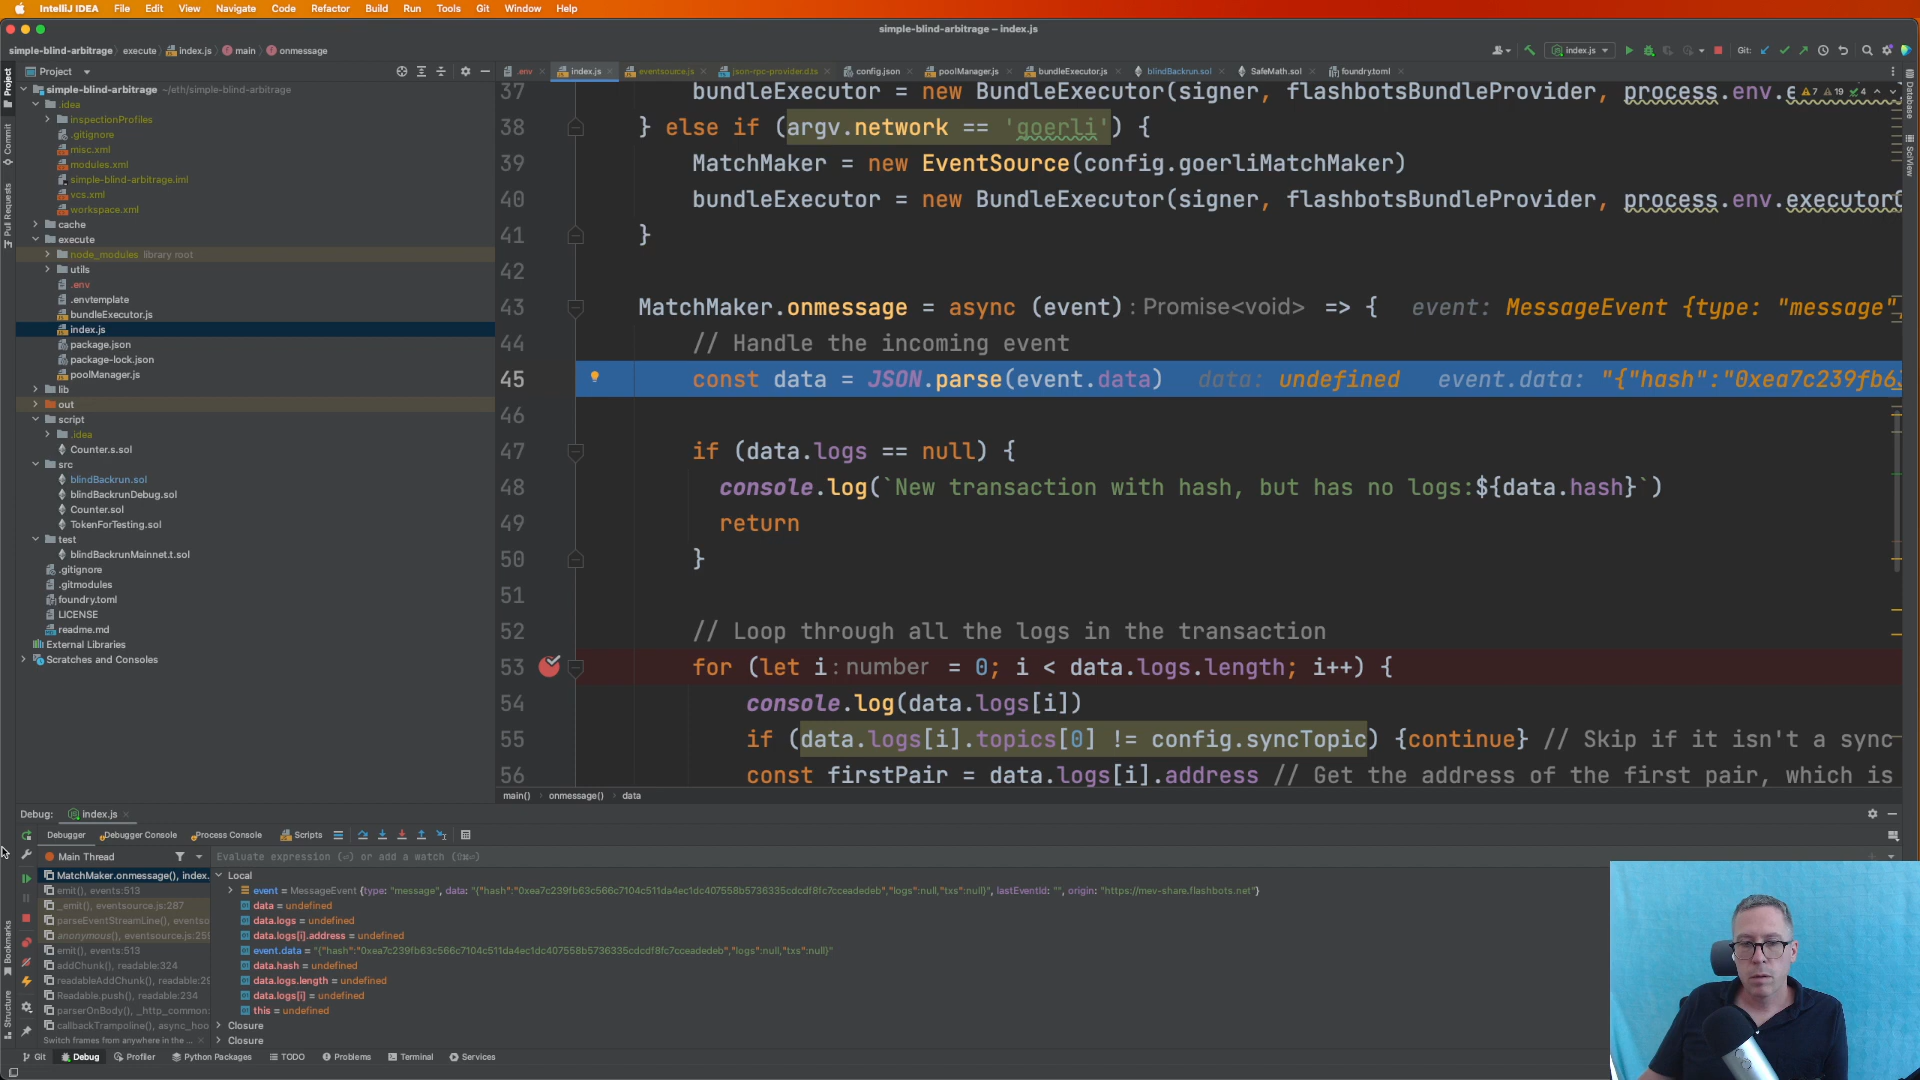 IntelliJ IDEA File Edit View Navigate Code Refactor Build Run Tools Git Window Help
simple-blind-arbitrage – index.js
simple-blind-arbitrage execute index.js main onmessage
index.js Git:
Project
.env index.js eventsource.js json-rpc-provider.d.ts config.json poolManager.js bundleExecutor.js blindBackrun.sol SafeMath.sol foundry.toml
simple-blind-arbitrage ~/eth/simple-blind-arbitrage
.idea
inspectionProfiles
.gitignore
misc.xml
modules.xml
simple-blind-arbitrage.iml
vcs.xml
workspace.xml
cache
execute
node_modules library root
utils
.env
.envtemplate
bundleExecutor.js
index.js
package.json
package-lock.json
poolManager.js
lib
out
script
.idea
Counter.s.sol
src
blindBackrun.sol
blindBackrunDebug.sol
Counter.sol
TokenForTesting.sol
test
blindBackrunMainnet.t.sol
.gitignore
.gitmodules
foundry.toml
LICENSE
readme.md
External Libraries
Scratches and Consoles
Project
Commit
Pull Requests
Bookmarks
Structure
Database
SciView
7 19 4
37 bundleExecutor = new BundleExecutor(signer, flashbotsBundleProvider, process.env.e
38 } else if (argv.network == 'goerli') {
39 MatchMaker = new EventSource(config.goerliMatchMaker)
40 bundleExecutor = new BundleExecutor(signer, flashbotsBundleProvider, process.env.executorC
41 }
42
43 MatchMaker.onmessage = async (event): Promise<void> => { event: MessageEvent {type: "message",
44 // Handle the incoming event
45 const data = JSON.parse(event.data) data: undefined event.data: "{"hash":"0xea7c239fb63
46
47 if (data.logs == null) {
48 console.log(`New transaction with hash, but has no logs:${data.hash}`)
49 return
50 }
51
52 // Loop through all the logs in the transaction
53 for (let i: number = 0; i < data.logs.length; i++) {
54 console.log(data.logs[i])
55 if (data.logs[i].topics[0] != config.syncTopic) {continue} // Skip if it isn't a sync
56 const firstPair = data.logs[i].address // Get the address of the first pair, which is
main() onmessage() data
Debug: index.js
Debugger Debugger Console Process Console Scripts
Main Thread
Evaluate expression (⏎) or add a watch (⇧⌘⏎)
MatchMaker.onmessage(), index.
emit(), events:513
_emit(), eventsource.js:287
parseEventStreamLine(), eventso
anonymous(), eventsource.js:259
emit(), events:513
addChunk(), readable:324
readableAddChunk(), readable:29
Readable.push(), readable:234
parserOnBody(), _http_common:
callbackTrampoline(), async_hoo
Switch frames from anywhere in the ...
Local
event = MessageEvent {type: "message", data: "{"hash":"0xea7c239fb63c566c7104c511da4ec1dc407558b5736335cdcdf8fc7cceadedeb","logs":null,"txs":null}", lastEventId: "", origin: "https://mev-share.flashbots.net"}
data = undefined
data.logs = undefined
data.logs[i].address = undefined
event.data = "{"hash":"0xea7c239fb63c566c7104c511da4ec1dc407558b5736335cdcdf8fc7cceadedeb","logs":null,"txs":null}"
data.hash = undefined
data.logs.length = undefined
data.logs[i] = undefined
this = undefined
Closure
Closure
Git Debug Profiler Python Packages TODO Problems Terminal Services